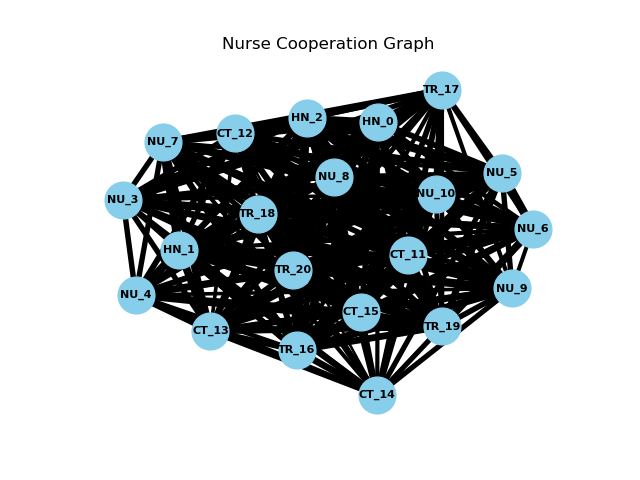 Nurse Cooperation Graph
TR_17
HN_2
HN_0
CT_12
NU_7
NU_5
NU_8
NU_10
NU_3
TR_18
NU_6
HN_1
CT_11
TR_20
NU_9
NU_4
CT_15
TR_19
CT_13
TR_16
CT_14